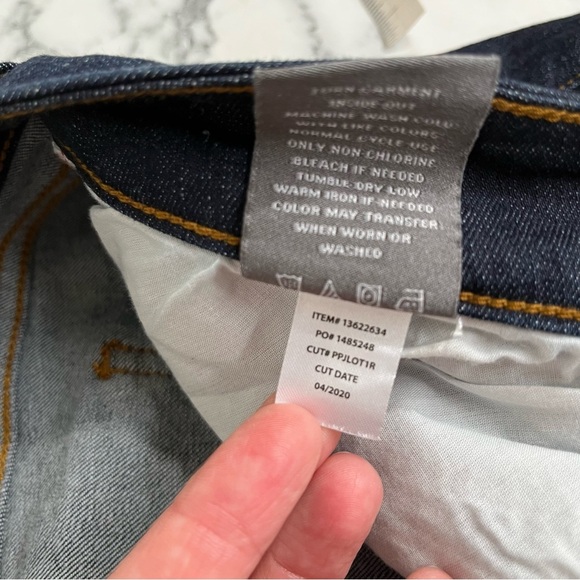 TURN GARMENT
INSIDE OUT
MACHINE WASH COLD
WITH LIKE COLORS
NORMAL CYCLE USE
ONLY NON-CHLORINE
BLEACH IF NEEDED
TUMBLE DRY LOW
WARM IRON IF NEEDED
COLOR MAY TRANSFER
WHEN WORN OR
WASHED
ITEM# 13622634
PO# 1485248
CUT# PPJLOT1R
CUT DATE
04/2020